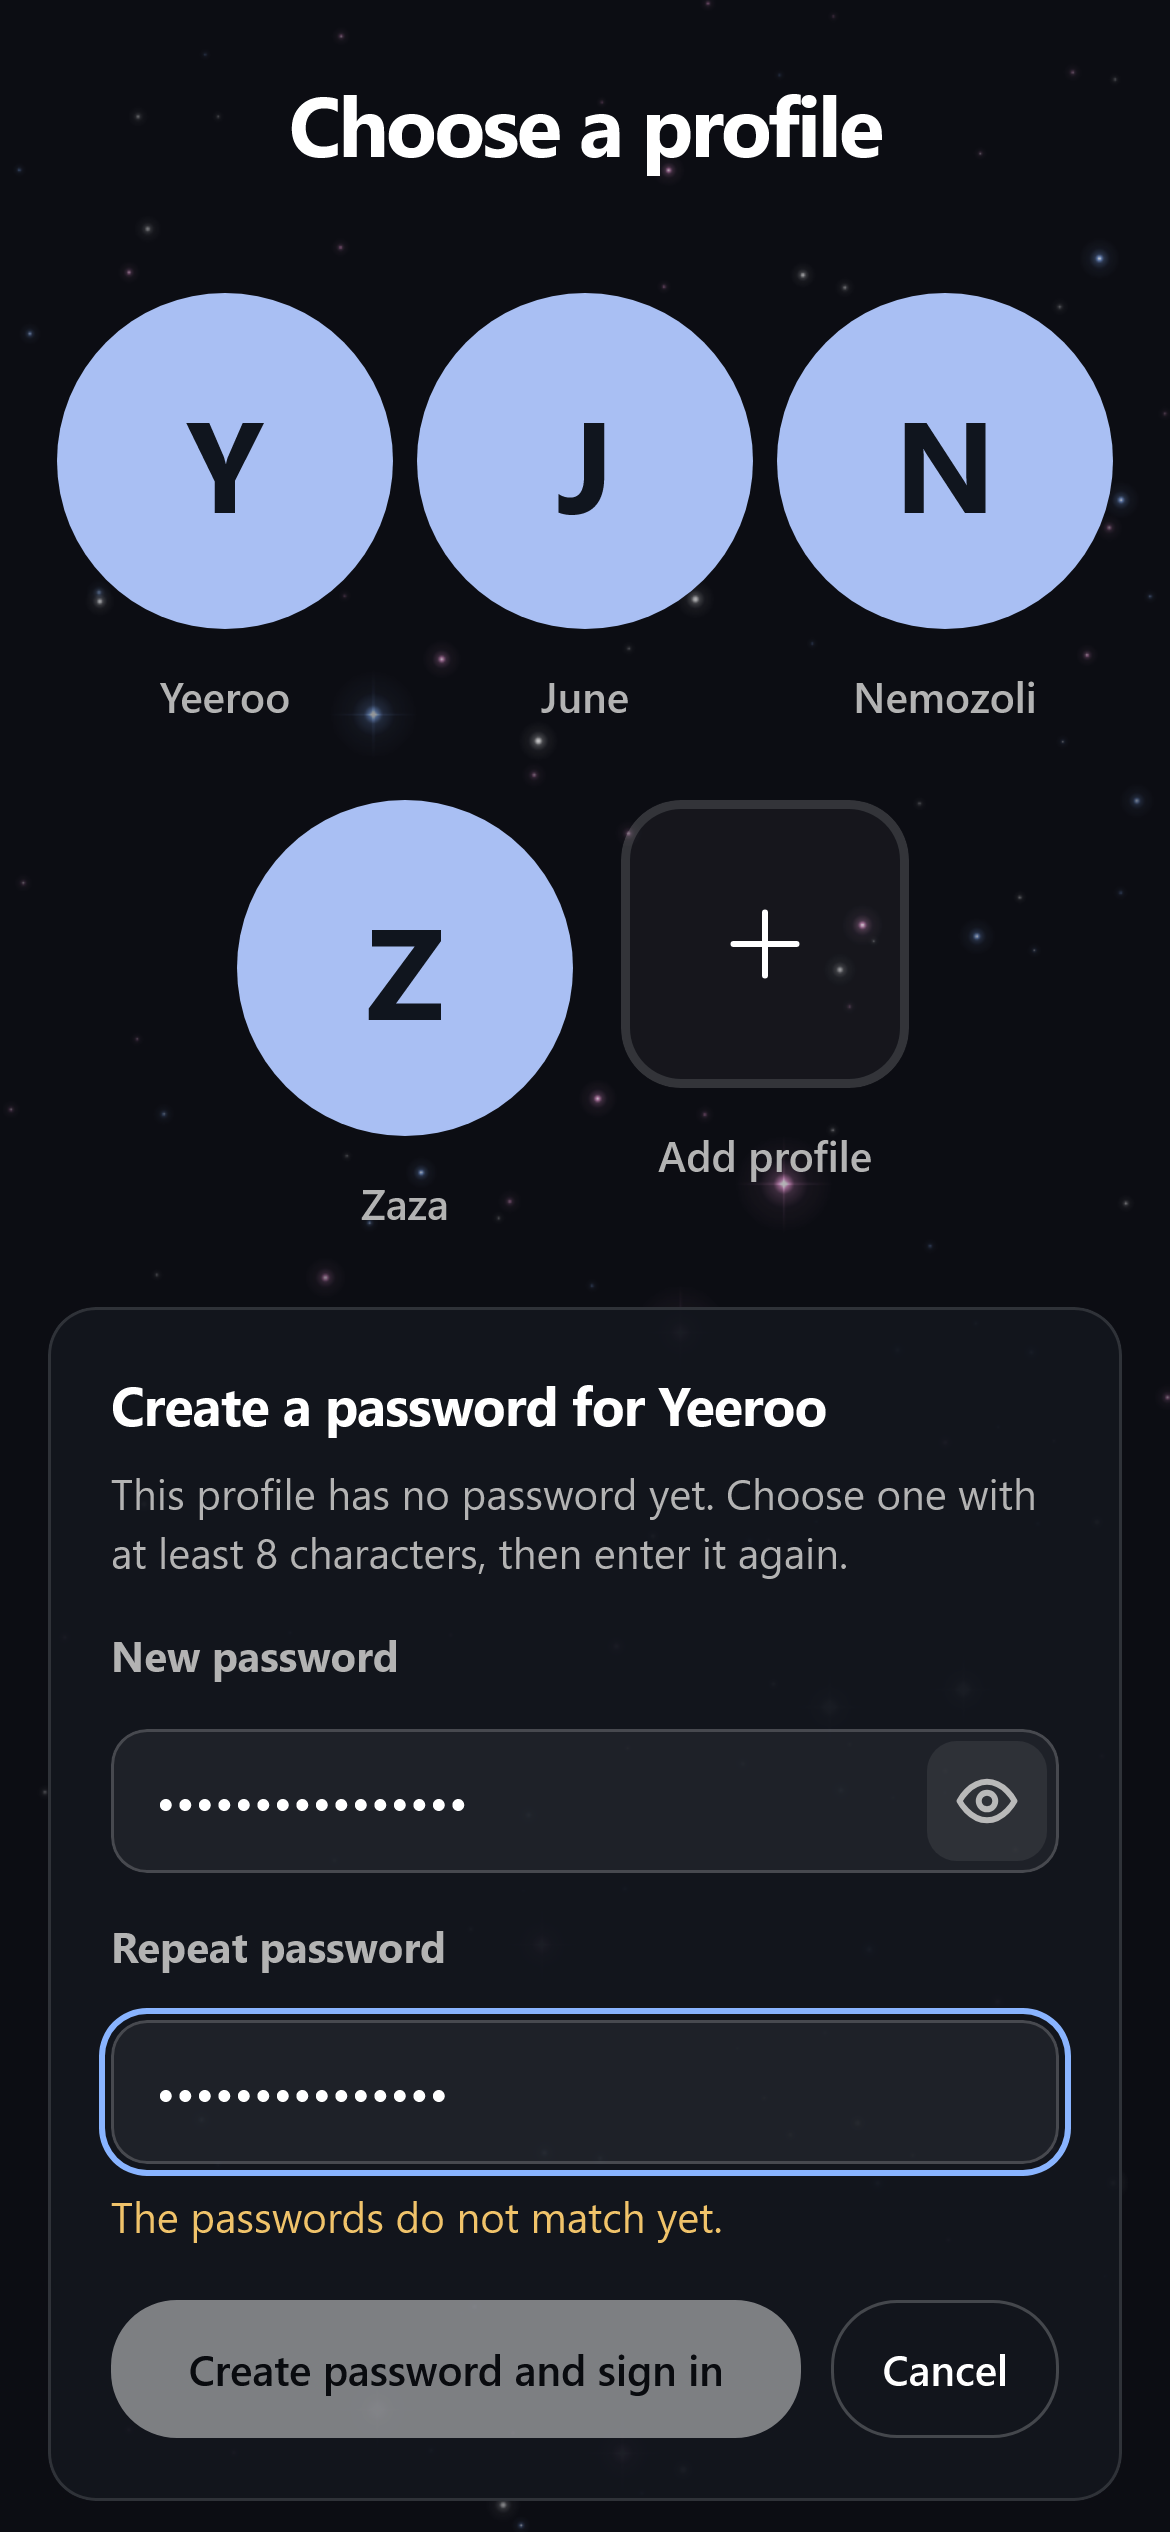 Choose a profile
Y
J
N
Yeeroo
June
Nemozoli
Z
Zaza
Add profile
Create a password for Yeeroo
This profile has no password yet. Choose one with
at least 8 characters, then enter it again.
New password
••••••••••••••••
Repeat password
•••••••••••••••
The passwords do not match yet.
Create password and sign in
Cancel